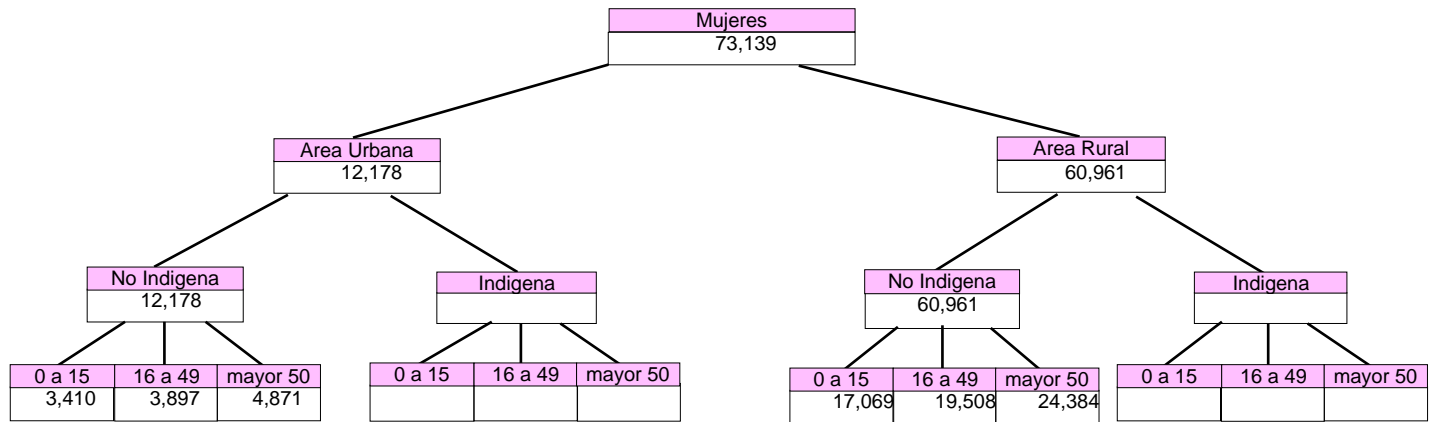 Mujeres
73,139
Area Urbana
12,178
Area Rural
60,961
No Indigena
12,178
Indigena
No Indigena
60,961
Indigena
0 a 15 16 a 49 mayor 50
3,410 3,897 4,871
0 a 15 16 a 49 mayor 50
0 a 15 16 a 49 mayor 50
17,069 19,508 24,384
0 a 15 16 a 49 mayor 50